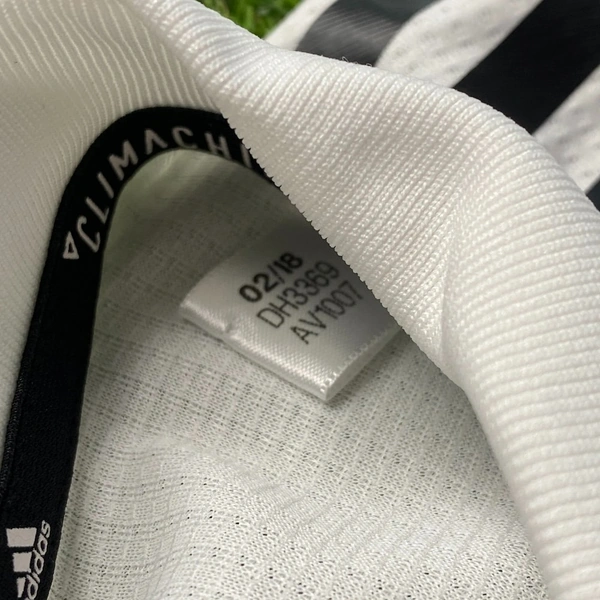 CLIMACHI
02/18
DH3369
AV1007
adidas